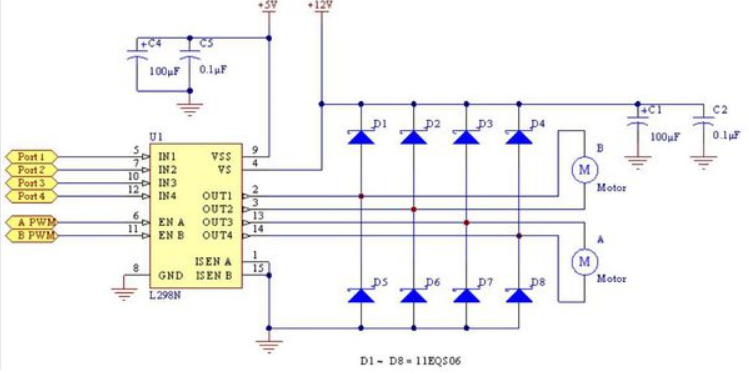 +5V +12V
+C4 C5
100µF 0.1µF
D1 D2 D3 D4
+C1 C2
100µF 0.1µF
U1
Port 1 5 IN1 VSS 9
Port 2 7 IN2 VS 4
Port 3 10 IN3
Port 4 12 IN4 OUT1 2
OUT2 3
A PWM 6 EN A OUT3 13
B PWM 11 EN B OUT4 14
ISEN A 1
8 GND ISEN B 15
L298N
B
M
Motor
A
M
Motor
D5 D6 D7 D8
D1 ~ D8 = 11EQS06